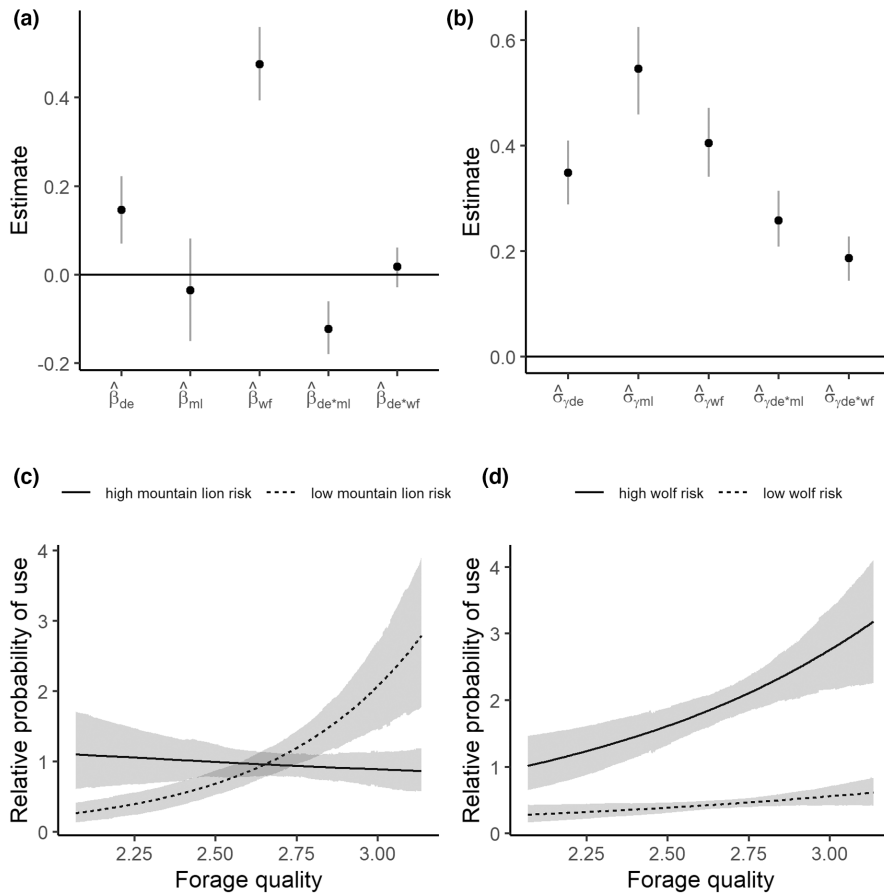 (a)
Estimate
0.4
0.2
0.0
-0.2
β̂de
β̂ml
β̂wf
β̂de*ml
β̂de*wf
(b)
Estimate
0.6
0.4
0.2
0.0
σ̂γde
σ̂γml
σ̂γwf
σ̂γde*ml
σ̂γde*wf
(c)
high mountain lion risk
low mountain lion risk
Relative probability of use
4
3
2
1
0
2.25
2.50
2.75
3.00
Forage quality
(d)
high wolf risk
low wolf risk
Relative probability of use
4
3
2
1
0
2.25
2.50
2.75
3.00
Forage quality